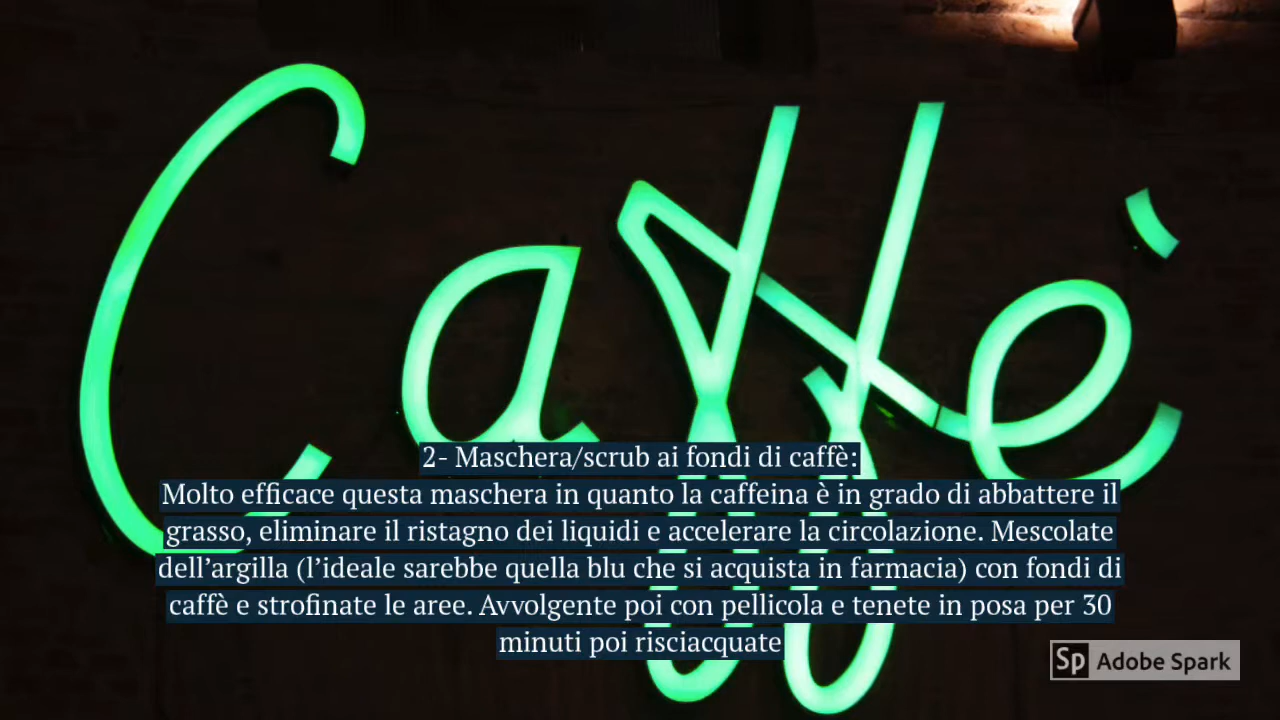 Caffè
2- Maschera/scrub ai fondi di caffè:
Molto efficace questa maschera in quanto la caffeina è in grado di abbattere il
grasso, eliminare il ristagno dei liquidi e accelerare la circolazione. Mescolate
dell’argilla (l’ideale sarebbe quella blu che si acquista in farmacia) con fondi di
caffè e strofinate le aree. Avvolgente poi con pellicola e tenete in posa per 30
minuti poi risciacquate
Sp Adobe Spark